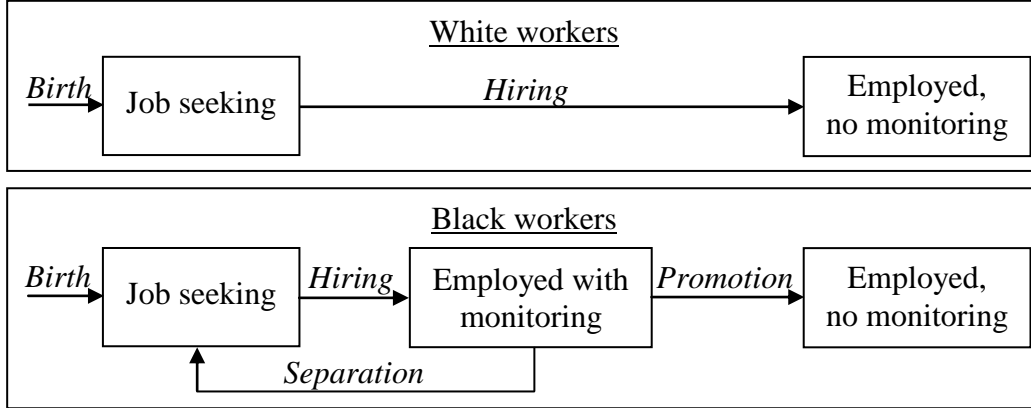 White workers
Birth
Job seeking
Hiring
Employed,
no monitoring
Black workers
Birth
Job seeking
Hiring
Employed with
monitoring
Promotion
Employed,
no monitoring
Separation